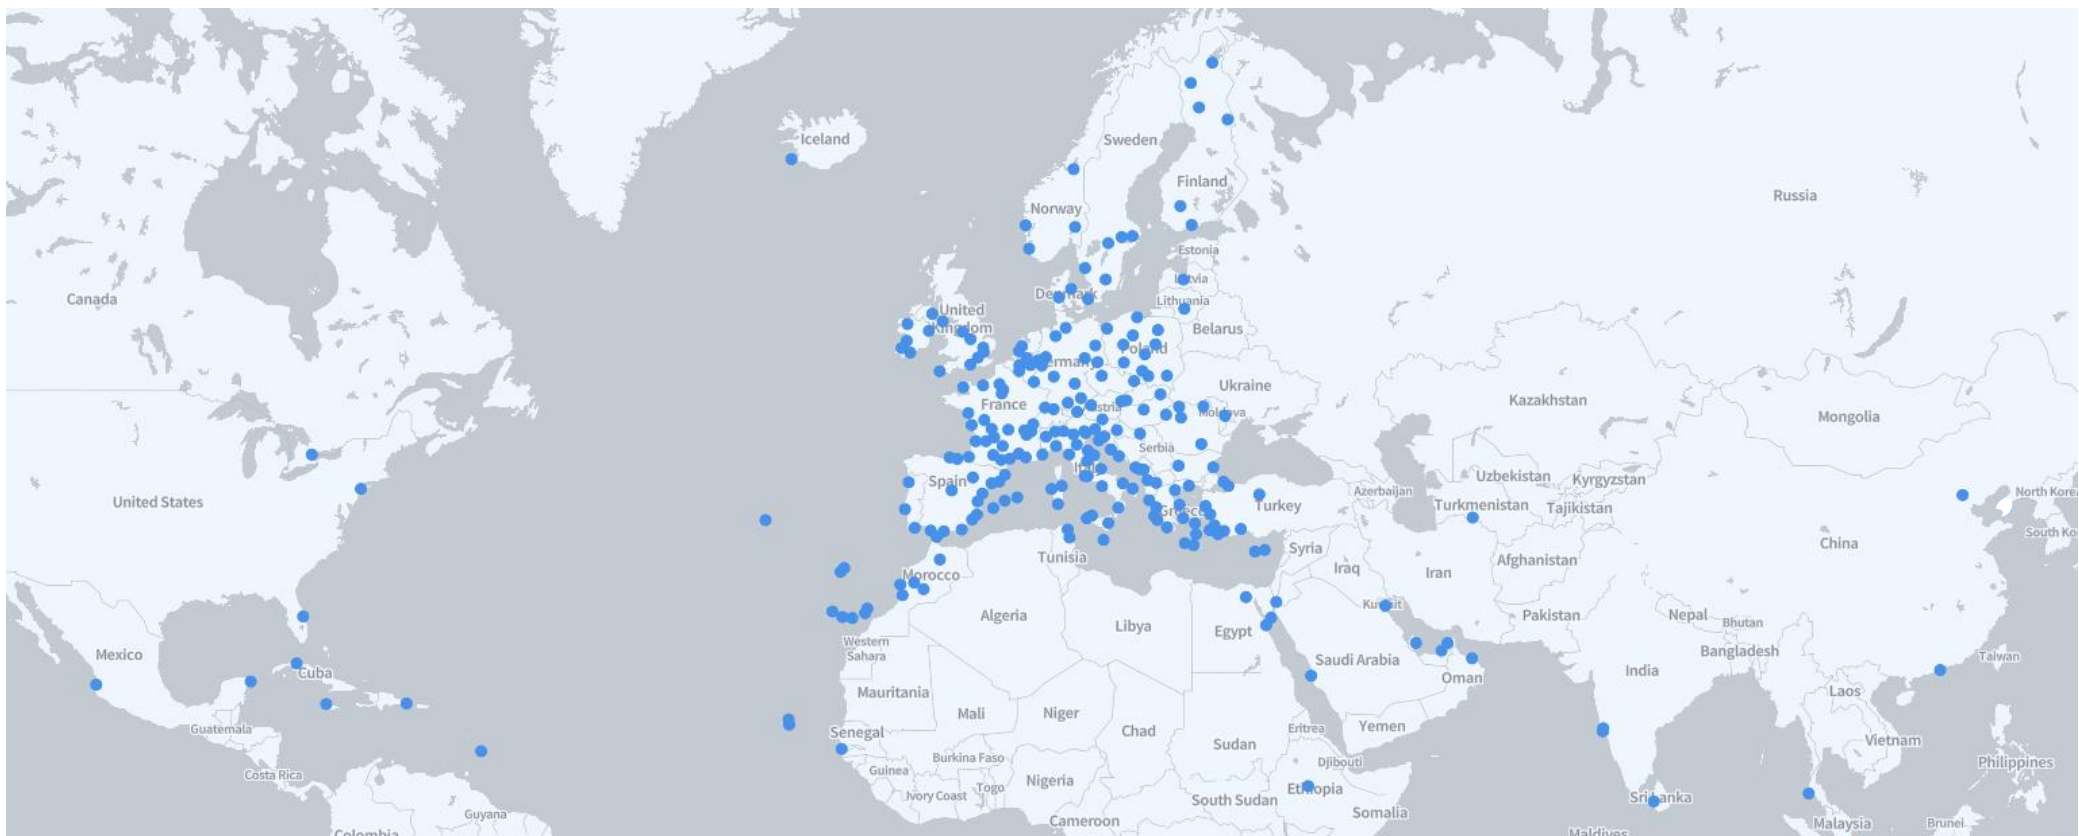 Iceland
Sweden
Finland
Russia
Norway
Estonia
Latvia
Canada
Denmark
Lithuania
United
Kingdom
Belarus
Poland
Germany
Ukraine
France
Austria
Moldova
Kazakhstan
Mongolia
Serbia
Italy
Spain
United States
Uzbekistan
Kyrgyzstan
Azerbaijan
Turkey
Turkmenistan
Tajikistan
North Korea
Greece
South Ko
Syria
China
Tunisia
Afghanistan
Iraq
Iran
Morocco
Kuwait
Algeria
Libya
Egypt
Pakistan
Nepal
Bhutan
Bangladesh
Western
Sahara
Mexico
Taiwan
Saudi Arabia
India
Cuba
Oman
Mauritania
Laos
Mali
Niger
Guatemala
Senegal
Chad
Eritrea
Yemen
Sudan
Vietnam
Burkina Faso
Djibouti
Philippines
Guinea
Costa Rica
Nigeria
Togo
Ethiopia
Ivory Coast
South Sudan
Sri Lanka
Guyana
Somalia
Cameroon
Malaysia
Brunei
Colombia
Maldives